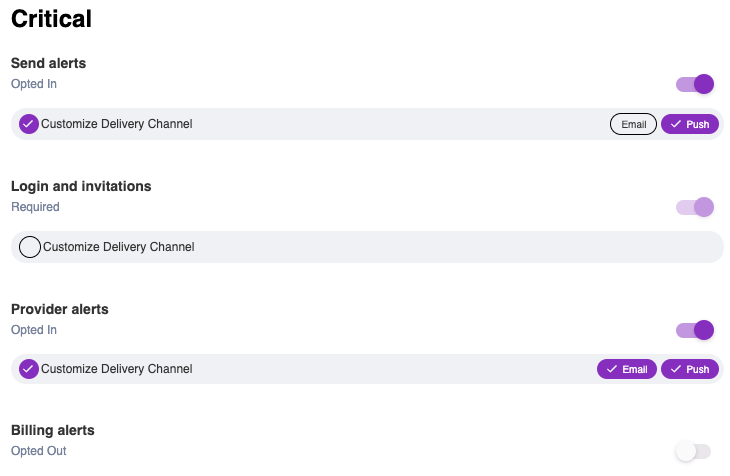 Critical
Send alerts
Opted In
Customize Delivery Channel Email Push
Login and invitations
Required
Customize Delivery Channel
Provider alerts
Opted In
Customize Delivery Channel Email Push
Billing alerts
Opted Out